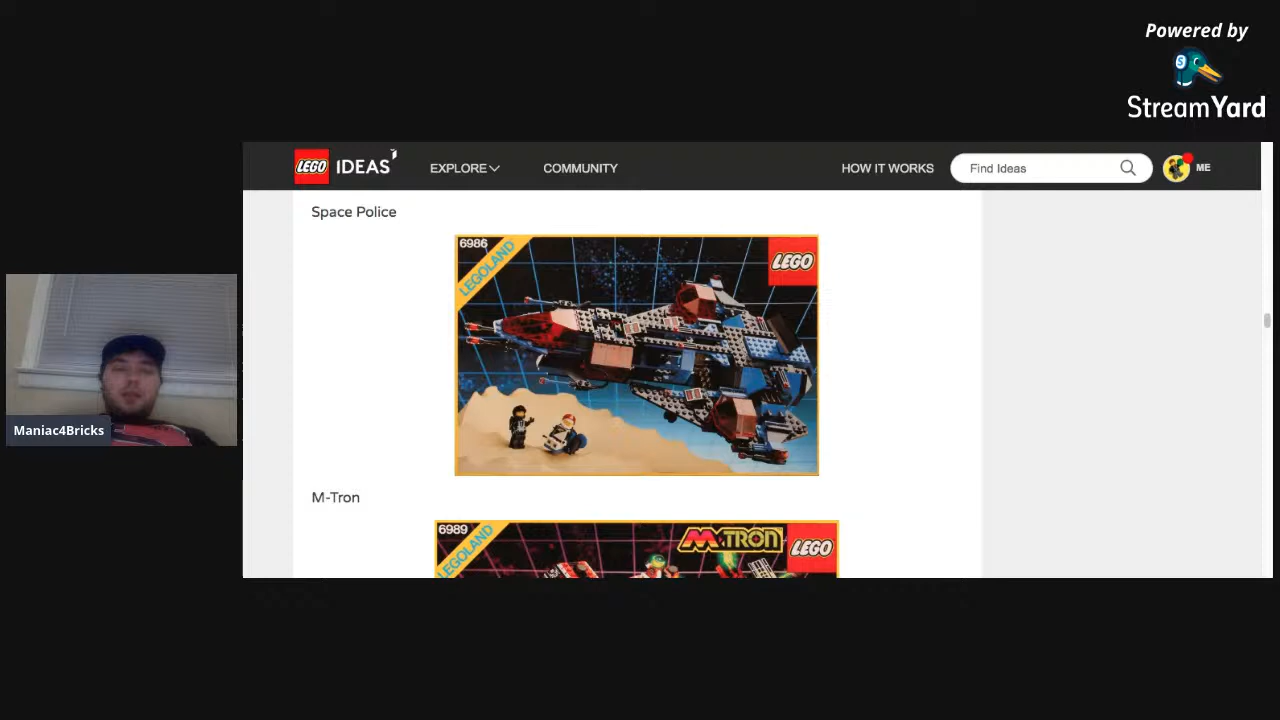 Powered by
S
StreamYard
LEGO IDEAS EXPLORE COMMUNITY HOW IT WORKS Find Ideas ME
Space Police
6986
LEGOLAND
LEGO
Maniac4Bricks
M-Tron
6989
LEGOLAND
M TRON
LEGO